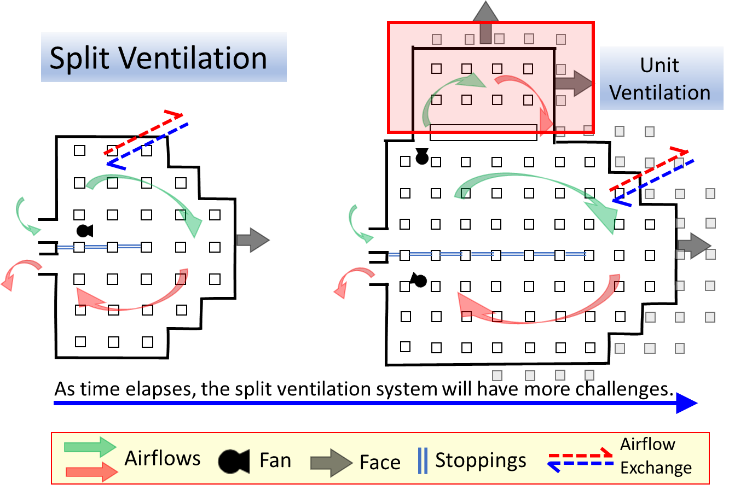 Split Ventilation
Unit
Ventilation
As time elapses, the split ventilation system will have more challenges.
Airflows
Fan
Face
Stoppings
Airflow
Exchange